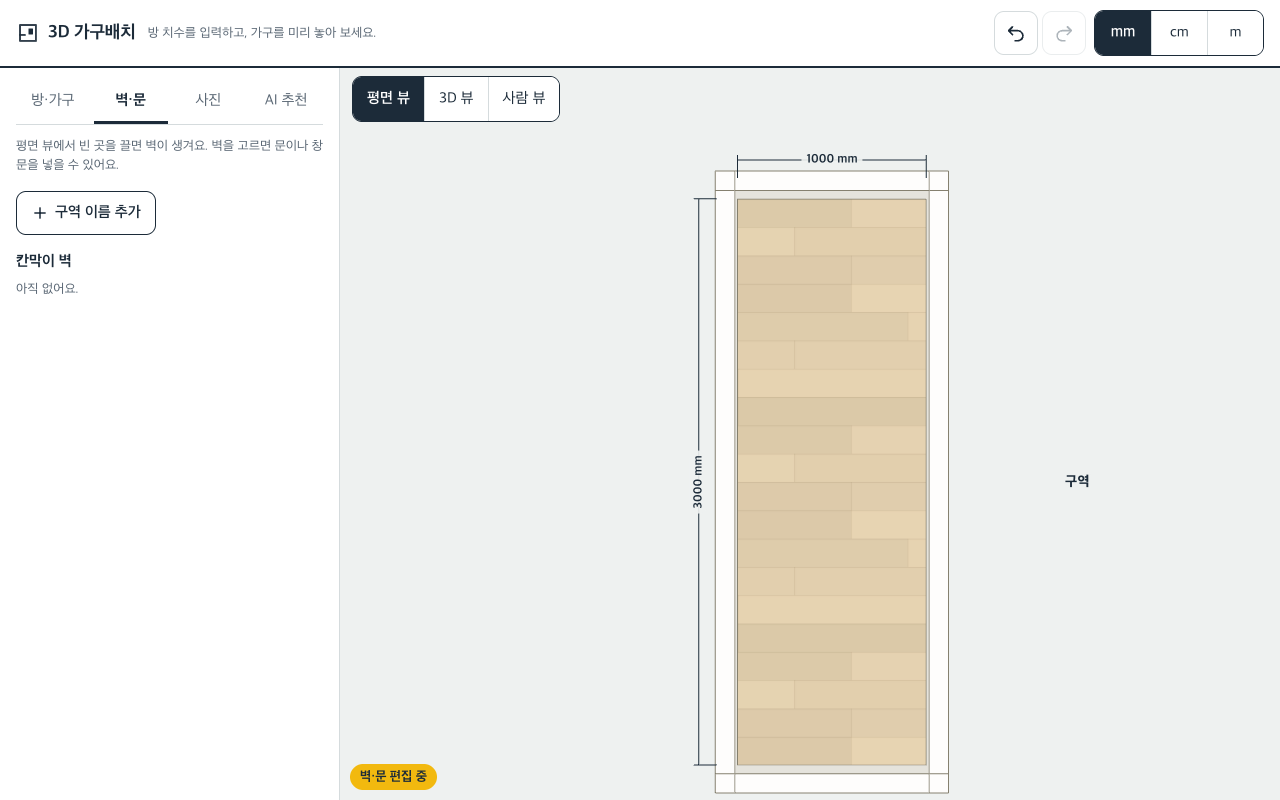 3D 가구배치
방 치수를 입력하고, 가구를 미리 놓아 보세요.
mm
cm
m
방·가구
벽·문
사진
AI 추천
평면 뷰에서 빈 곳을 끌면 벽이 생겨요. 벽을 고르면 문이나 창
문을 넣을 수 있어요.
+ 구역 이름 추가
칸막이 벽
아직 없어요.
평면 뷰
3D 뷰
사람 뷰
1000 mm
3000 mm
구역
벽·문 편집 중